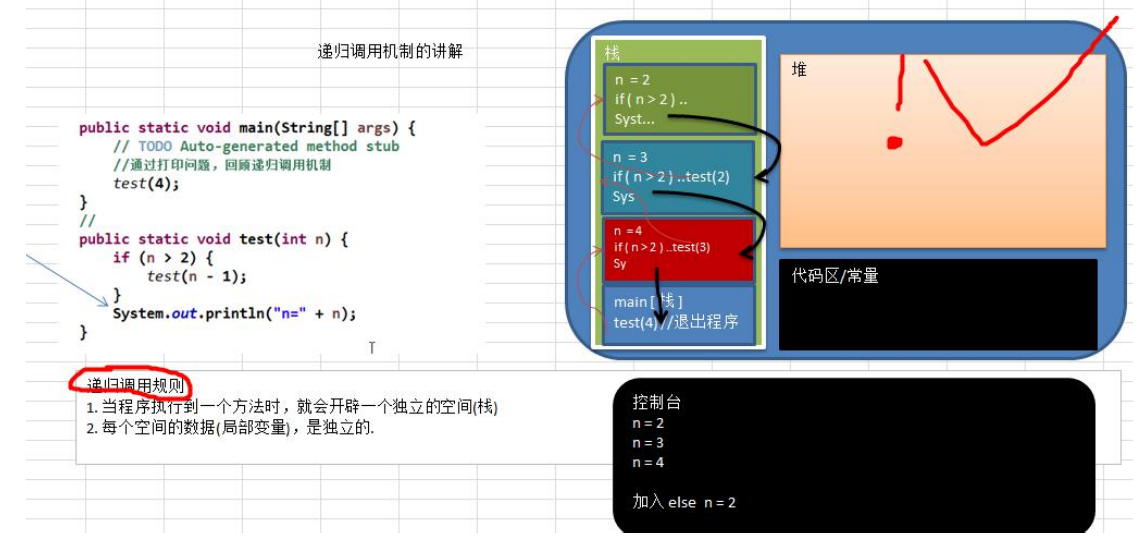 递归调用机制的讲解
public static void main(String[] args) {
// TODO Auto-generated method stub
//通过打印问题，回顾递归调用机制
test(4);
}
//
public static void test(int n) {
if (n > 2) {
test(n - 1);
}
System.out.println("n=" + n);
}
递归调用规则
1. 当程序执行到一个方法时，就会开辟一个独立的空间(栈)
2. 每个空间的数据(局部变量)，是独立的.
栈
n = 2
if( n > 2 ) ..
Syst...
n = 3
if( n > 2 ) ..test(2)
Sys
n = 4
if( n > 2 ) ..test(3)
Sy
main [ 栈 ]
test(4) //退出程序
堆
代码区/常量
控制台
n = 2
n = 3
n = 4
加入 else n = 2